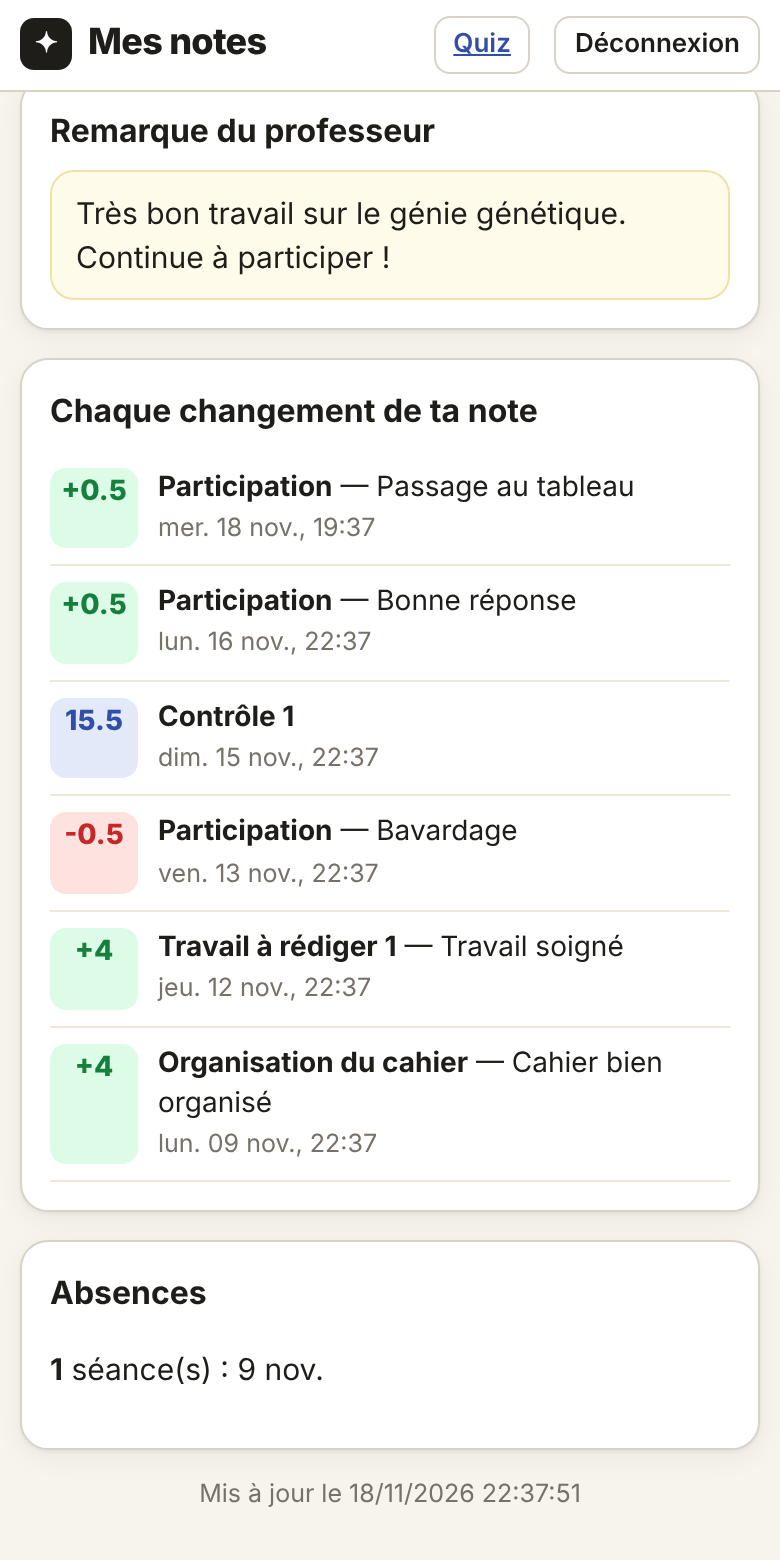 Mes notes
Quiz
Déconnexion
Remarque du professeur
Très bon travail sur le génie génétique.
Continue à participer !
Chaque changement de ta note
+0.5
Participation — Passage au tableau
mer. 18 nov., 19:37
+0.5
Participation — Bonne réponse
lun. 16 nov., 22:37
15.5
Contrôle 1
dim. 15 nov., 22:37
-0.5
Participation — Bavardage
ven. 13 nov., 22:37
+4
Travail à rédiger 1 — Travail soigné
jeu. 12 nov., 22:37
+4
Organisation du cahier — Cahier bien
organisé
lun. 09 nov., 22:37
Absences
1 séance(s) : 9 nov.
Mis à jour le 18/11/2026 22:37:51